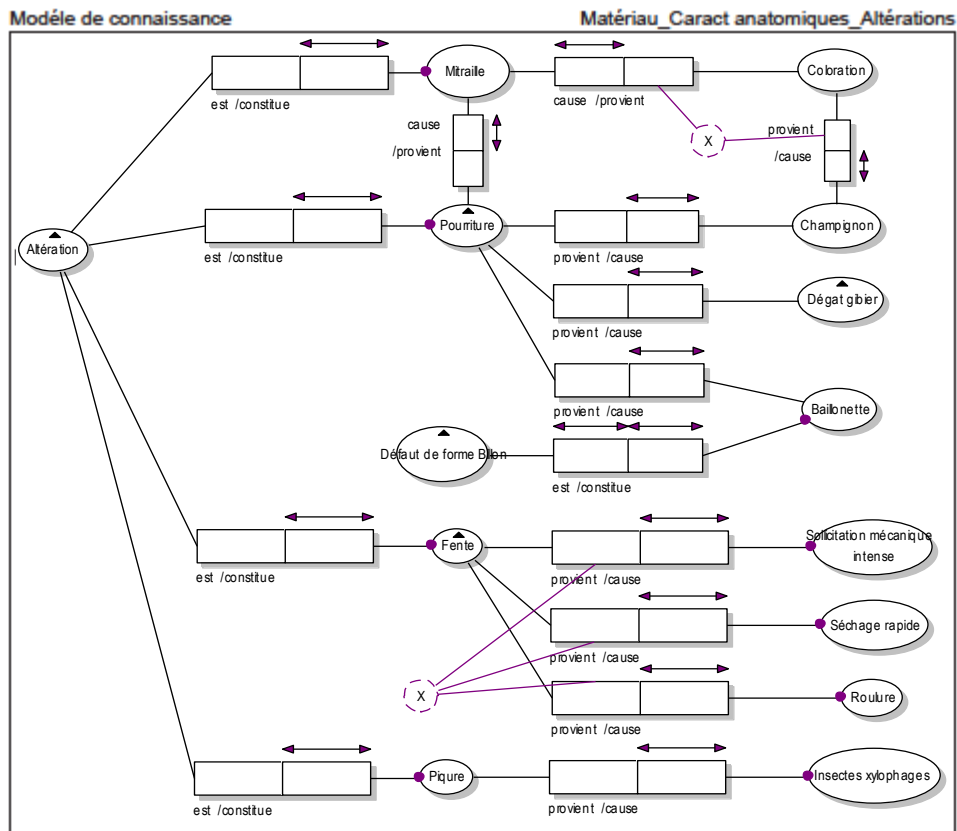 Modéle de connaissance
Matériau_Caract anatomiques_Altérations
Mitraille
Coloration
est /constitue
cause /provient
cause
/provient
X
provient
/cause
Altération
Pourriture
Champignon
est /constitue
provient /cause
Dégat gibier
provient /cause
Baillonette
provient /cause
Défaut de forme Billon
est /constitue
Fente
Sollicitation mécanique
intense
est /constitue
provient /cause
Séchage rapide
provient /cause
X
Roulure
provient /cause
Piqure
Insectes xylophages
est /constitue
provient /cause